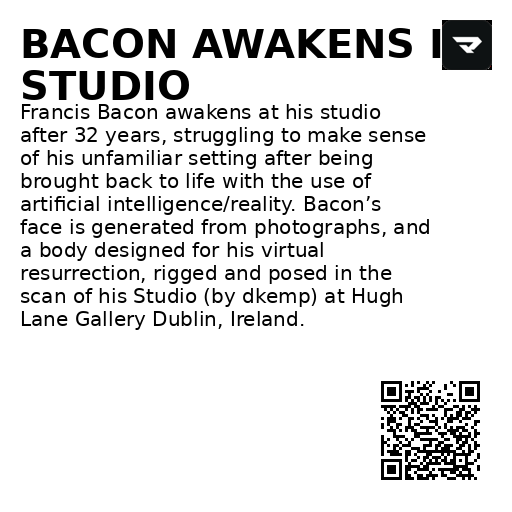 BACON AWAKENS
STUDIO
Francis Bacon awakens at his studio
after 32 years, struggling to make sense
of his unfamiliar setting after being
brought back to life with the use of
artificial intelligence/reality. Bacon’s
face is generated from photographs, and
a body designed for his virtual
resurrection, rigged and posed in the
scan of his Studio (by dkemp) at Hugh
Lane Gallery Dublin, Ireland.